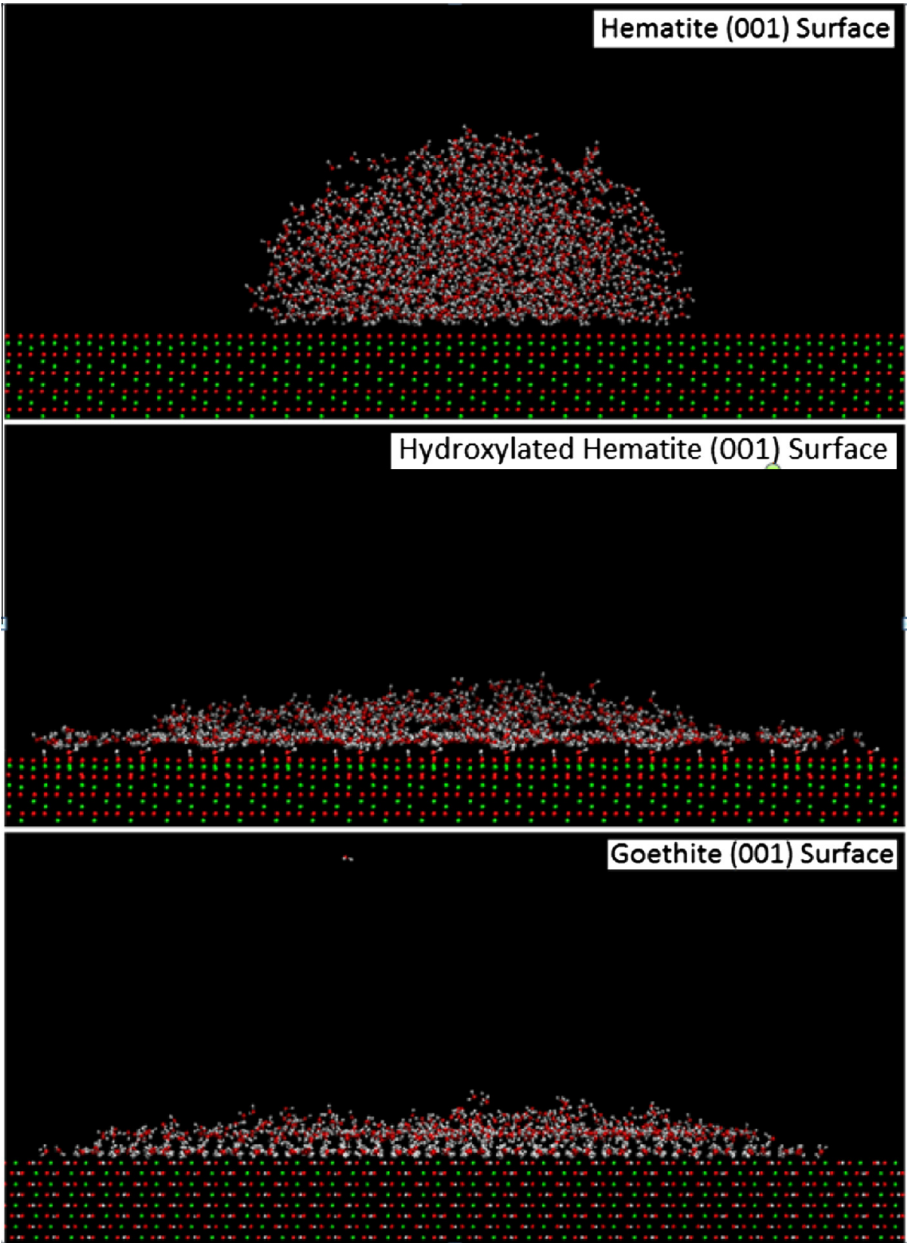 Hematite (001) Surface
Hydroxylated Hematite (001) Surface
Goethite (001) Surface